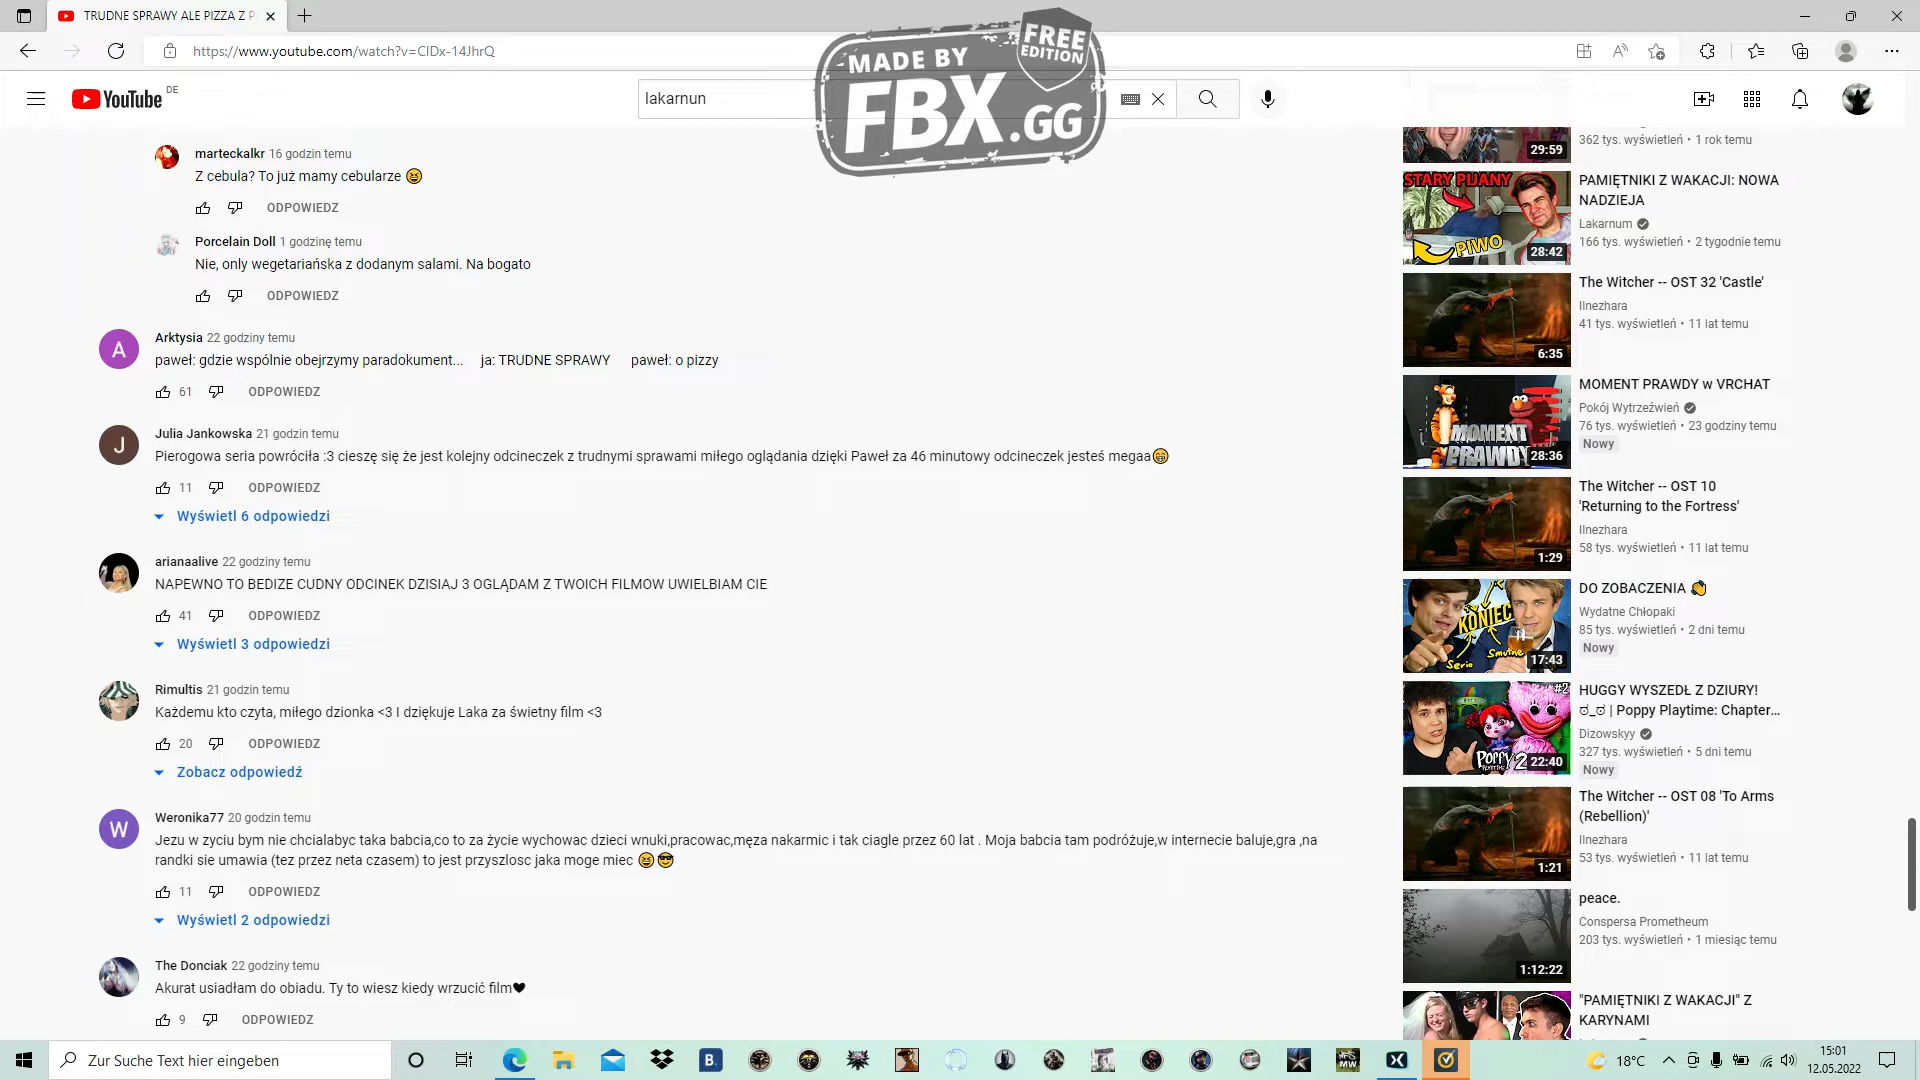 TRUDNE SPRAWY ALE PIZZA Z P
https://www.youtube.com/watch?v=CIDx-14JhrQ
MADE BY
FREE
EDITION
FBX.GG
YouTube DE
lakarnun
marteckalkr 16 godzin temu
Z cebula? To już mamy cebularze 😆
ODPOWIEDZ
Porcelain Doll 1 godzinę temu
Nie, only wegetariańska z dodanym salami. Na bogato
ODPOWIEDZ
A
Arktysia 22 godziny temu
paweł: gdzie wspólnie obejrzymy paradokument... ja: TRUDNE SPRAWY paweł: o pizzy
61 ODPOWIEDZ
J
Julia Jankowska 21 godzin temu
Pierogowa seria powróciła :3 cieszę się że jest kolejny odcineczek z trudnymi sprawami miłego oglądania dzięki Paweł za 46 minutowy odcineczek jesteś megaa😁
11 ODPOWIEDZ
Wyświetl 6 odpowiedzi
arianaalive 22 godziny temu
NAPEWNO TO BEDIZE CUDNY ODCINEK DZISIAJ 3 OGLĄDAM Z TWOICH FILMOW UWIELBIAM CIE
41 ODPOWIEDZ
Wyświetl 3 odpowiedzi
Rimultis 21 godzin temu
Każdemu kto czyta, miłego dzionka <3 I dziękuje Laka za świetny film <3
20 ODPOWIEDZ
Zobacz odpowiedź
W
Weronika77 20 godzin temu
Jezu w zyciu bym nie chcialabyc taka babcia,co to za życie wychowac dzieci wnuki,pracowac,męza nakarmic i tak ciagle przez 60 lat . Moja babcia tam podróżuje,w internecie baluje,gra ,na
randki sie umawia (tez przez neta czasem) to jest przyszlosc jaka moge miec 😆😎
11 ODPOWIEDZ
Wyświetl 2 odpowiedzi
The Donciak 22 godziny temu
Akurat usiadłam do obiadu. Ty to wiesz kiedy wrzucić film🖤
9 ODPOWIEDZ
29:59
362 tys. wyświetleń • 1 rok temu
STARY PIJANY
PIWO
28:42
PAMIĘTNIKI Z WAKACJI: NOWA
NADZIEJA
Lakarnum
166 tys. wyświetleń • 2 tygodnie temu
6:35
The Witcher -- OST 32 'Castle'
Ilnezhara
41 tys. wyświetleń • 11 lat temu
MOMENT
PRAWDY
28:36
MOMENT PRAWDY w VRCHAT
Pokój Wytrzeźwień
76 tys. wyświetleń • 23 godziny temu
Nowy
1:29
The Witcher -- OST 10
'Returning to the Fortress'
Ilnezhara
58 tys. wyświetleń • 11 lat temu
KONIEC
Serio
Smutne
17:43
DO ZOBACZENIA 👏
Wydatne Chłopaki
85 tys. wyświetleń • 2 dni temu
Nowy
#2
POPPY
2
22:40
HUGGY WYSZEDŁ Z DZIURY!
ಠ_ಠ | Poppy Playtime: Chapter...
Dizowskyy
327 tys. wyświetleń • 5 dni temu
Nowy
1:21
The Witcher -- OST 08 'To Arms
(Rebellion)'
Ilnezhara
53 tys. wyświetleń • 11 lat temu
1:12:22
peace.
Conspersa Prometheum
203 tys. wyświetleń • 1 miesiąc temu
"PAMIĘTNIKI Z WAKACJI" Z
KARYNAMI
Zur Suche Text hier eingeben
B.
MW
18°C
15:01
12.05.2022